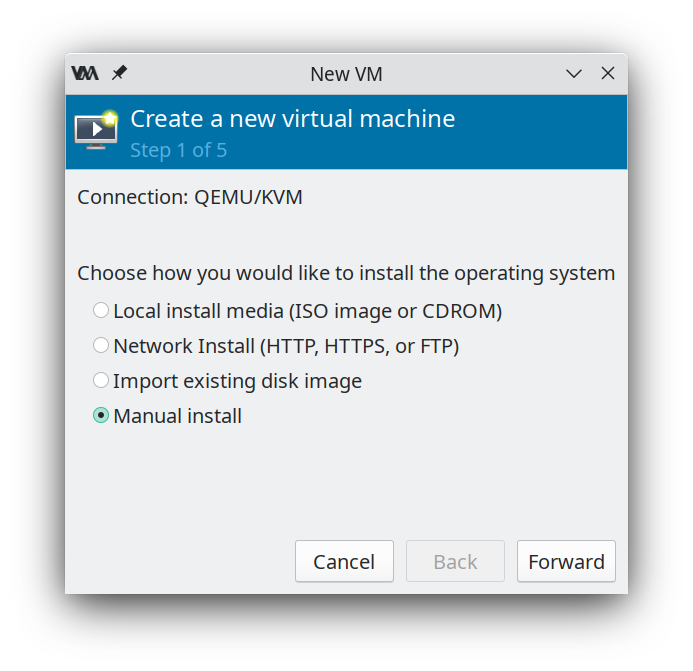 New VM
Create a new virtual machine
Step 1 of 5
Connection: QEMU/KVM
Choose how you would like to install the operating system
Local install media (ISO image or CDROM)
Network Install (HTTP, HTTPS, or FTP)
Import existing disk image
Manual install
Cancel Back Forward